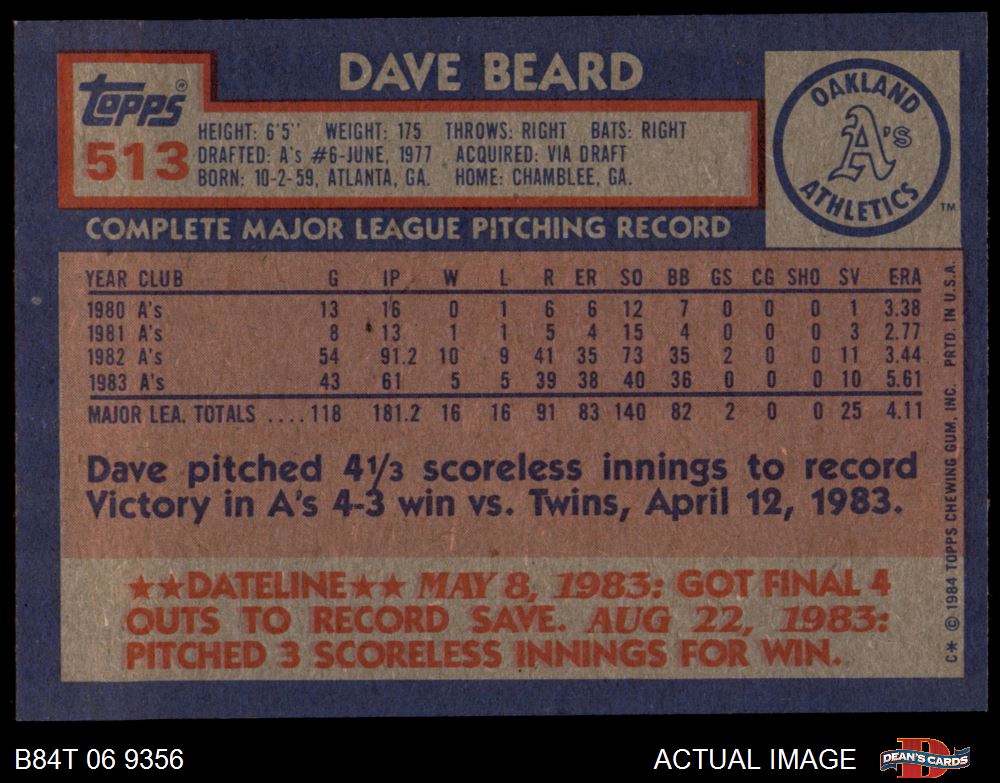 DAVE BEARD
Topps®
513
HEIGHT: 6'5" WEIGHT: 175 THROWS: RIGHT BATS: RIGHT
DRAFTED: A's #6-JUNE, 1977 ACQUIRED: VIA DRAFT
BORN: 10-2-59, ATLANTA, GA. HOME: CHAMBLEE, GA.
OAKLAND
A's
ATHLETICS
TM
COMPLETE MAJOR LEAGUE PITCHING RECORD
YEAR CLUB G IP W L R ER SO BB GS CG SHO SV ERA
1980 A's 13 16 0 1 6 6 12 7 0 0 0 1 3.38
1981 A's 8 13 1 1 5 4 15 4 0 0 0 3 2.77
1982 A's 54 91.2 10 9 41 35 73 35 2 0 0 11 3.44
1983 A's 43 61 5 5 39 38 40 36 0 0 0 10 5.61
MAJOR LEA. TOTALS ....118 181.2 16 16 91 83 140 82 2 0 0 25 4.11
Dave pitched 4⅓ scoreless innings to record
Victory in A's 4-3 win vs. Twins, April 12, 1983.
★★DATELINE★★ MAY 8, 1983: GOT FINAL 4
OUTS TO RECORD SAVE. AUG 22, 1983:
PITCHED 3 SCORELESS INNINGS FOR WIN.
C* © 1984 TOPPS CHEWING GUM, INC. PRTD. IN U.S.A.
B84T 06 9356
ACTUAL IMAGE
D
DEAN'S CARDS